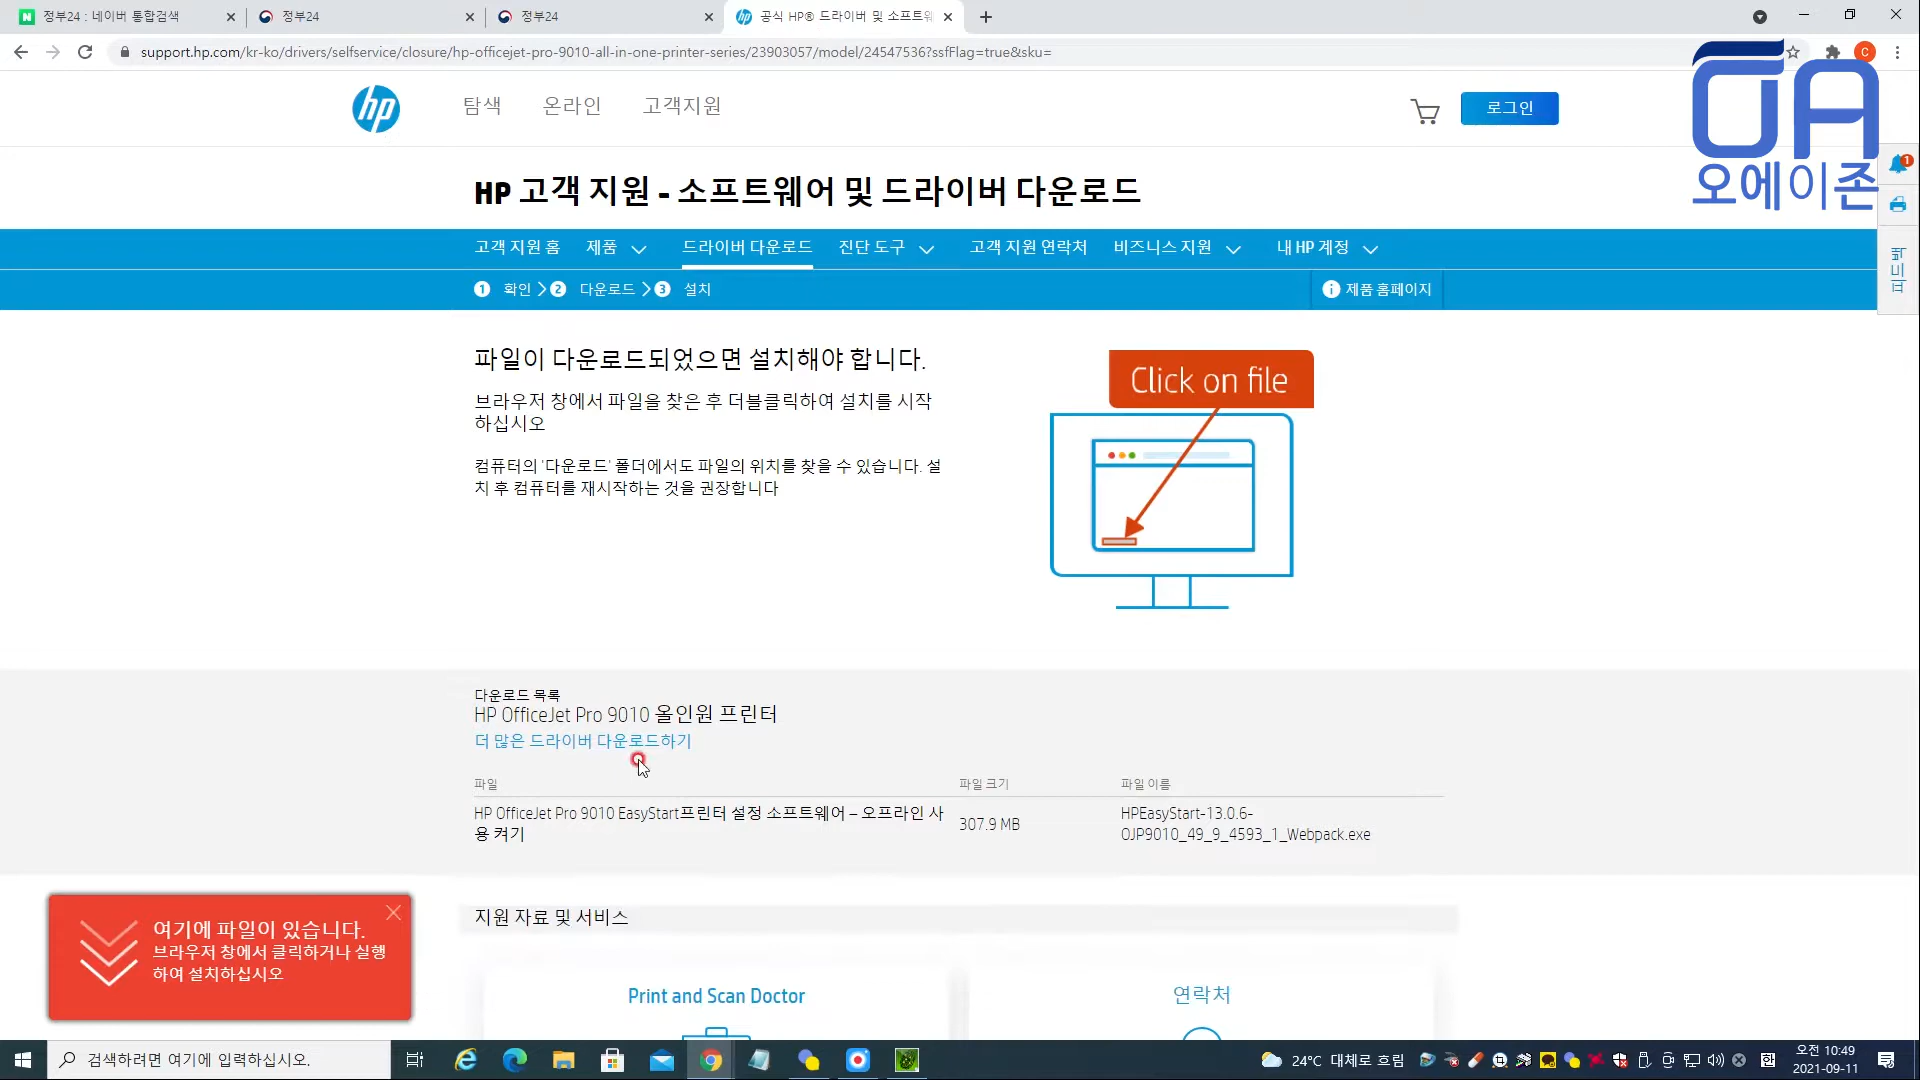 정부24 : 네이버 통합검색
정부24
정부24
공식 HP® 드라이버 및 소프트웨
support.hp.com/kr-ko/drivers/selfservice/closure/hp-officejet-pro-9010-all-in-one-printer-series/23903057/model/24547536?ssfFlag=true&sku=
C
hp
탐색
온라인
고객지원
로그인
OA
오에이존
1
HP 고객 지원 - 소프트웨어 및 드라이버 다운로드
고객 지원 홈
제품
드라이버 다운로드
진단 도구
고객 지원 연락처
비즈니스 지원
내 HP 계정
피드백
1 확인 2 다운로드 3 설치
제품 홈페이지
파일이 다운로드되었으면 설치해야 합니다.
브라우저 창에서 파일을 찾은 후 더블클릭하여 설치를 시작
하십시오
컴퓨터의 '다운로드' 폴더에서도 파일의 위치를 찾을 수 있습니다. 설
치 후 컴퓨터를 재시작하는 것을 권장합니다
Click on file
다운로드 목록
HP OfficeJet Pro 9010 올인원 프린터
더 많은 드라이버 다운로드하기
파일
파일 크기
파일 이름
HP OfficeJet Pro 9010 EasyStart프린터 설정 소프트웨어 – 오프라인 사
용 켜기
307.9 MB
HPEasyStart-13.0.6-
OJP9010_49_9_4593_1_Webpack.exe
여기에 파일이 있습니다.
브라우저 창에서 클릭하거나 실행
하여 설치하십시오
지원 자료 및 서비스
Print and Scan Doctor
연락처
검색하려면 여기에 입력하십시오.
24°C 대체로 흐림
한
오전 10:49
2021-09-11